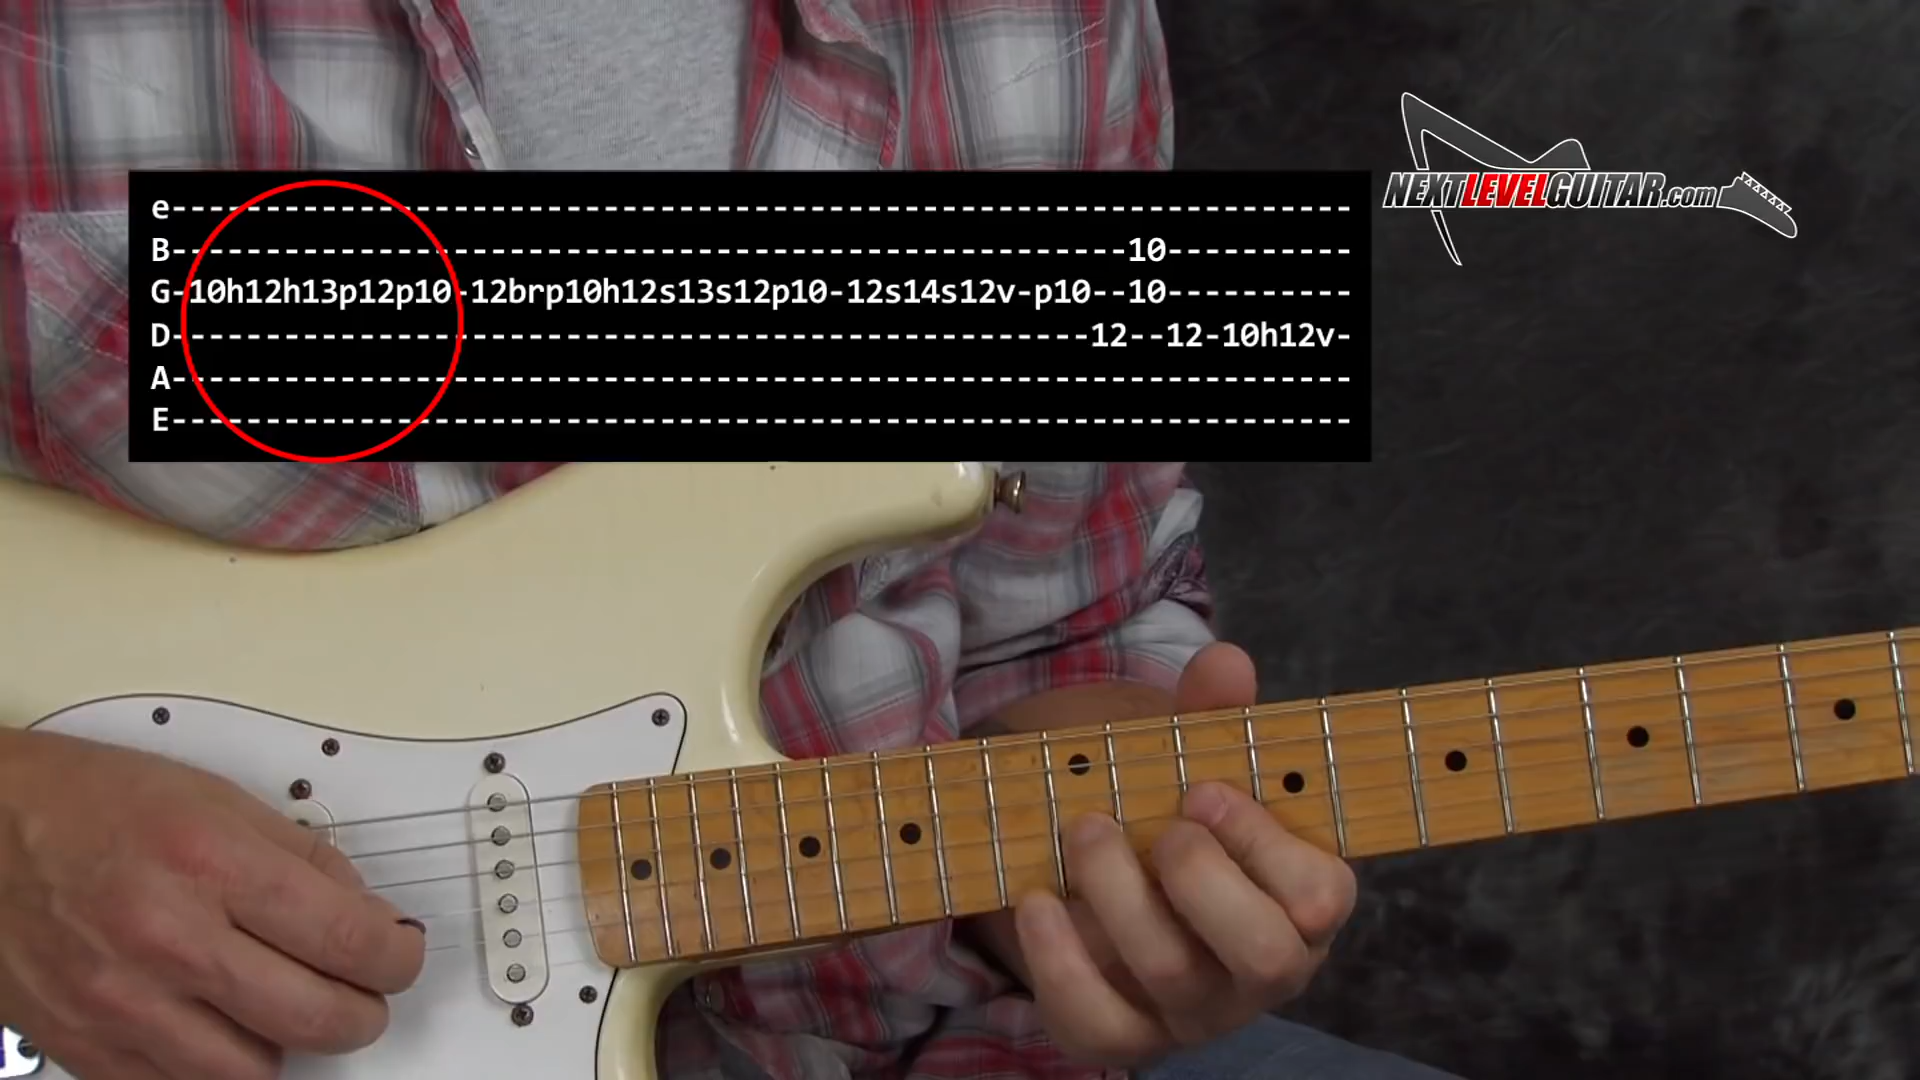 e---------------------------------------------------------------
B---------------------------------------------------10----------
G-10h12h13p12p10-12brp10h12s13s12p10-12s14s12v-p10--10----------
D-------------------------------------------------12--12-10h12v-
A---------------------------------------------------------------
E---------------------------------------------------------------
NEXTLEVELGUITAR.com